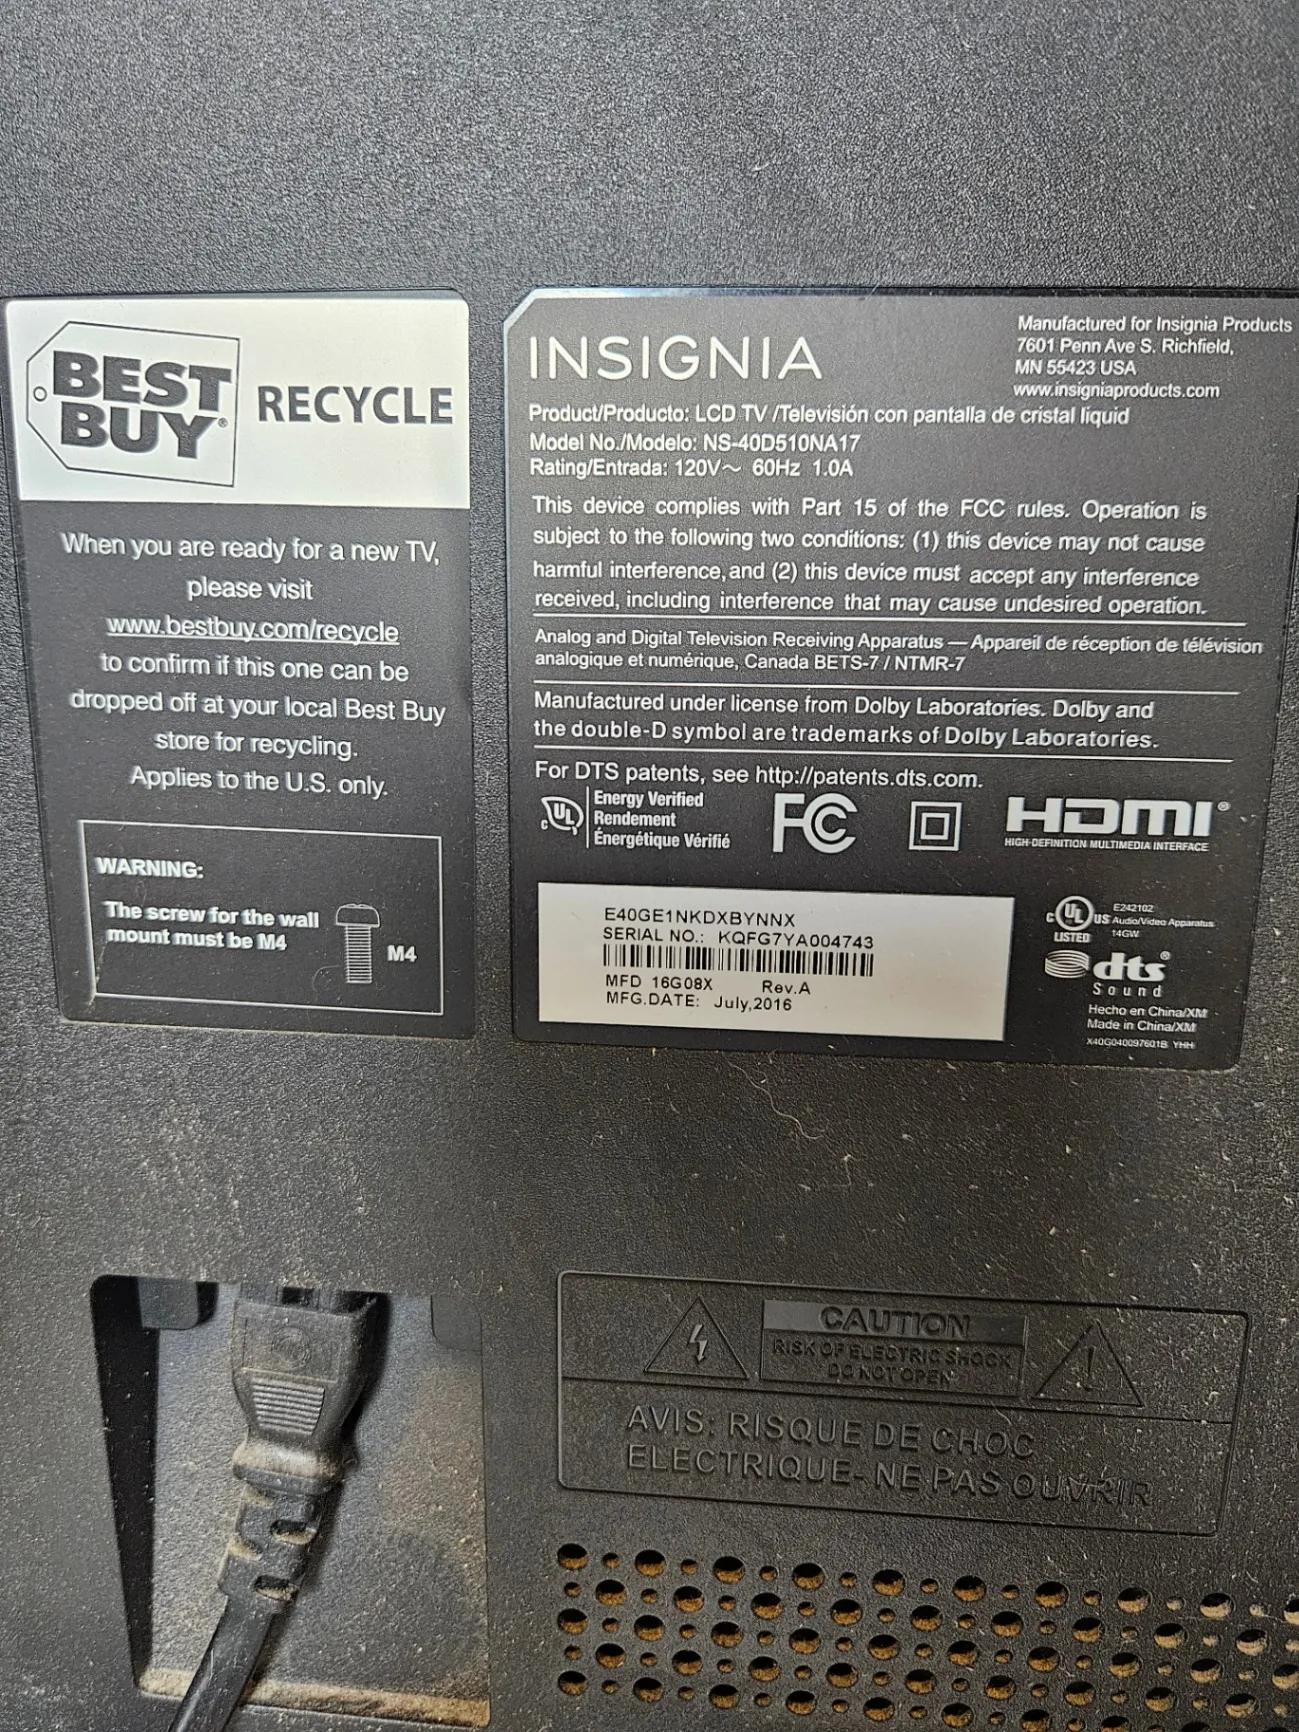 BEST
BUY®
RECYCLE
When you are ready for a new TV,
please visit
www.bestbuy.com/recycle
to confirm if this one can be
dropped off at your local Best Buy
store for recycling.
Applies to the U.S. only.
WARNING:
The screw for the wall
mount must be M4
M4
INSIGNIA
Manufactured for Insignia Products
7601 Penn Ave S. Richfield,
MN 55423 USA
www.insigniaproducts.com
Product/Producto: LCD TV /Televisión con pantalla de cristal líquid
Model No./Modelo: NS-40D510NA17
Rating/Entrada: 120V~ 60Hz 1.0A
This device complies with Part 15 of the FCC rules. Operation is
subject to the following two conditions: (1) this device may not cause
harmful interference, and (2) this device must accept any interference
received, including interference that may cause undesired operation.
Analog and Digital Television Receiving Apparatus — Appareil de réception de télévision
analogique et numérique, Canada BETS-7 / NTMR-7
Manufactured under license from Dolby Laboratories. Dolby and
the double-D symbol are trademarks of Dolby Laboratories.
For DTS patents, see http://patents.dts.com.
c UL
Energy Verified
Rendement
Énergétique Vérifié
FC
HDMI®
HIGH-DEFINITION MULTIMEDIA INTERFACE
E40GE1NKDXBYNNX
SERIAL NO.: KQFG7YA004743
MFD 16G08X Rev.A
MFG.DATE: July,2016
c UL US
LISTED
E242102
Audio/Video Apparatus
14GW
dts®
Sound
Hecho en China/XM
Made in China/XM
X40G040097601B YHH
CAUTION
RISK OF ELECTRIC SHOCK
DO NOT OPEN
AVIS: RISQUE DE CHOC
ELECTRIQUE- NE PAS OUVRIR